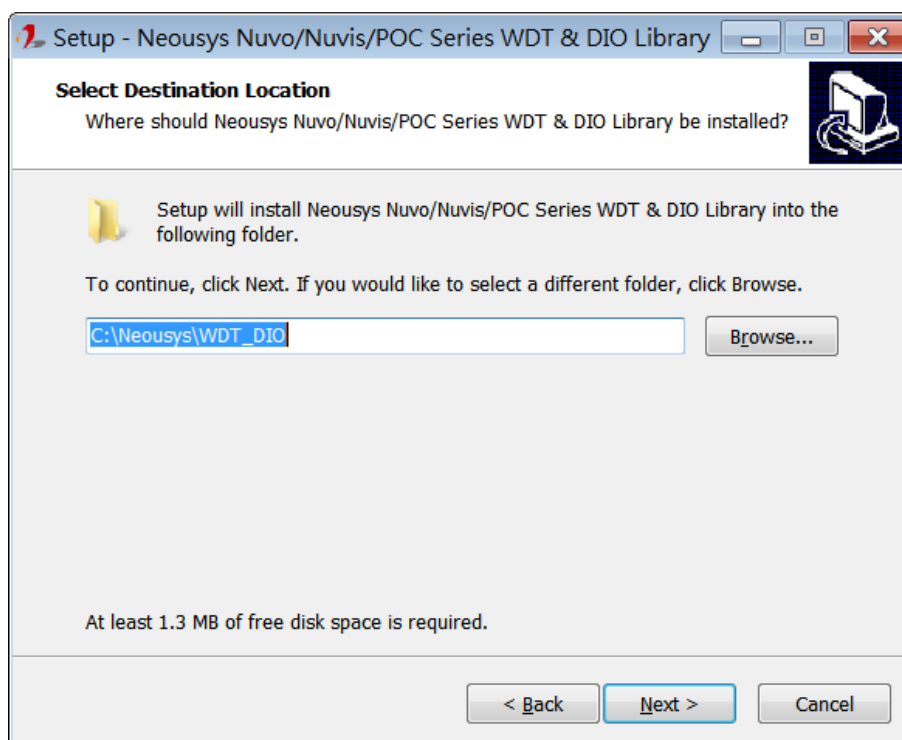 Setup - Neousys Nuvo/Nuvis/POC Series WDT & DIO Library
Select Destination Location
Where should Neousys Nuvo/Nuvis/POC Series WDT & DIO Library be installed?
Setup will install Neousys Nuvo/Nuvis/POC Series WDT & DIO Library into the
following folder.
To continue, click Next. If you would like to select a different folder, click Browse.
C:\Neousys\WDT_DIO
Browse...
At least 1.3 MB of free disk space is required.
< Back
Next >
Cancel